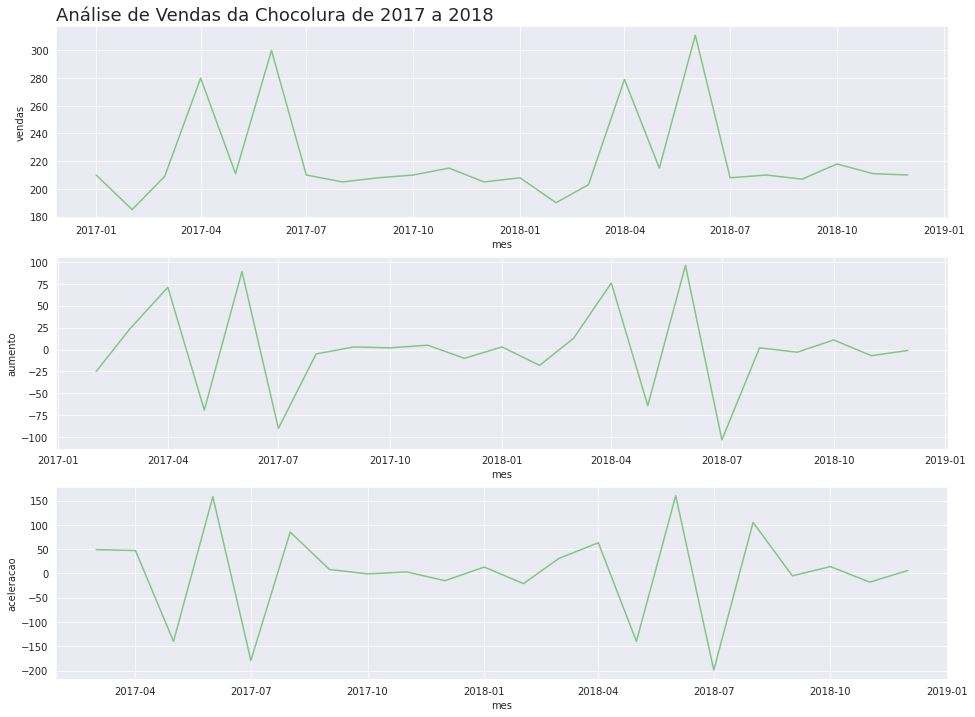 Análise de Vendas da Chocolura de 2017 a 2018
300
280
260
240
220
200
180
vendas
2017-01 2017-04 2017-07 2017-10 2018-01 2018-04 2018-07 2018-10 2019-01
mes
100
75
50
25
0
−25
−50
−75
−100
aumento
2017-01 2017-04 2017-07 2017-10 2018-01 2018-04 2018-07 2018-10 2019-01
mes
150
100
50
0
−50
−100
−150
−200
aceleracao
2017-04 2017-07 2017-10 2018-01 2018-04 2018-07 2018-10 2019-01
mes